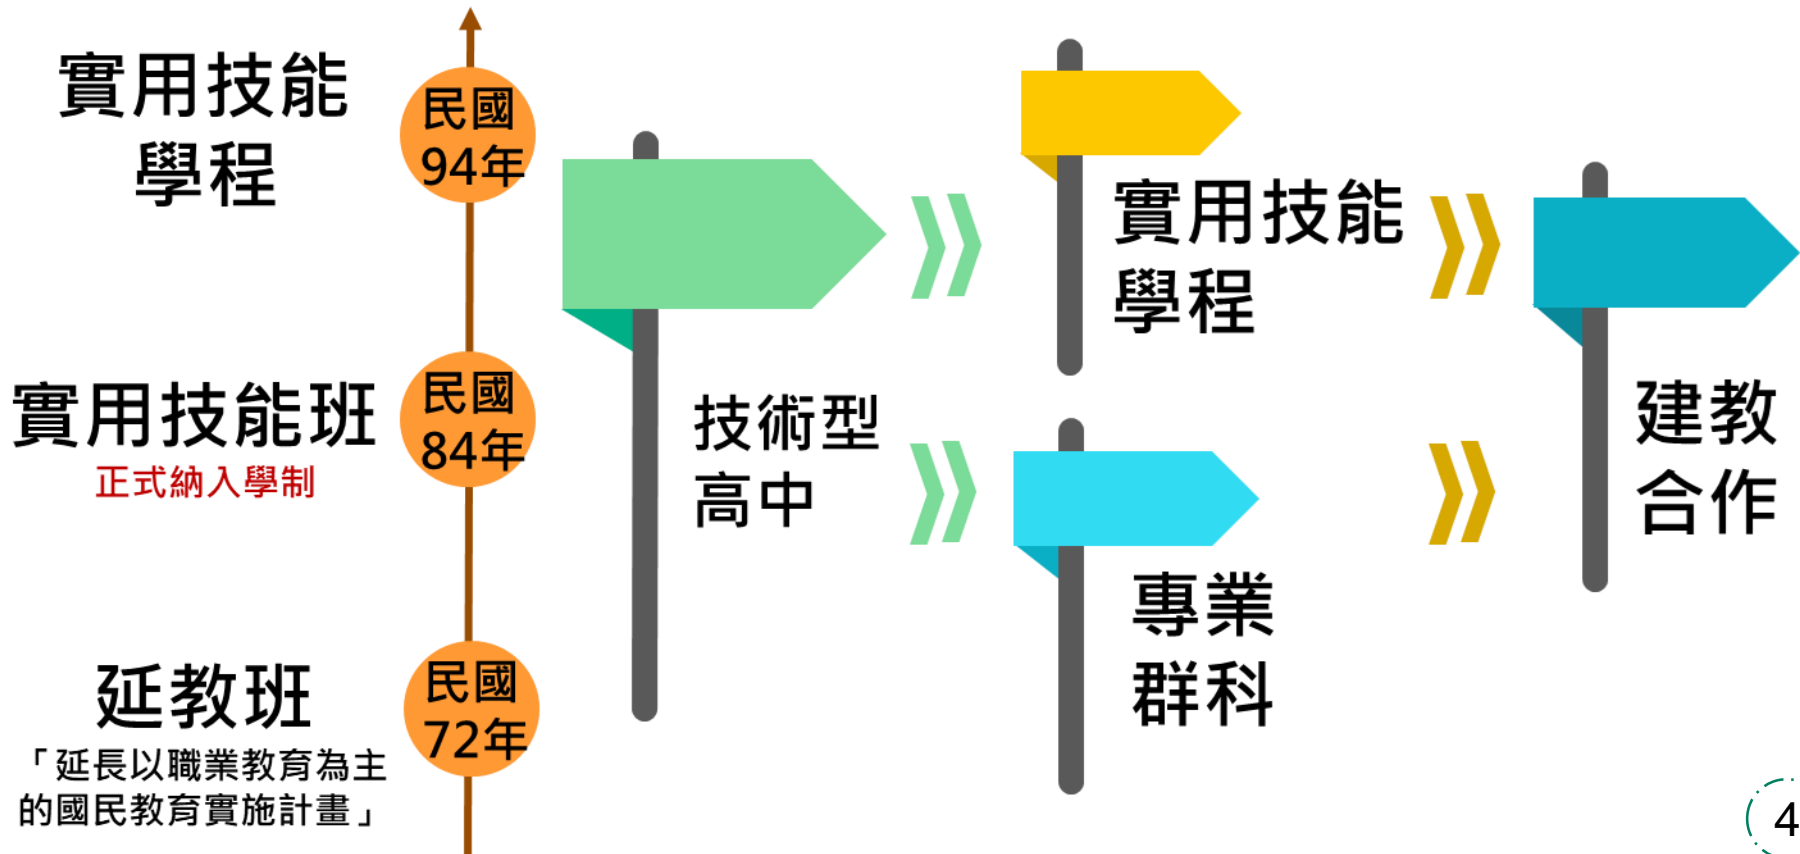 實用技能
學程
民國
94年
實用技能班
正式納入學制
民國
84年
延教班
「延長以職業教育為主
的國民教育實施計畫」
民國
72年
技術型
高中
實用技能
學程
專業
群科
建教
合作
4